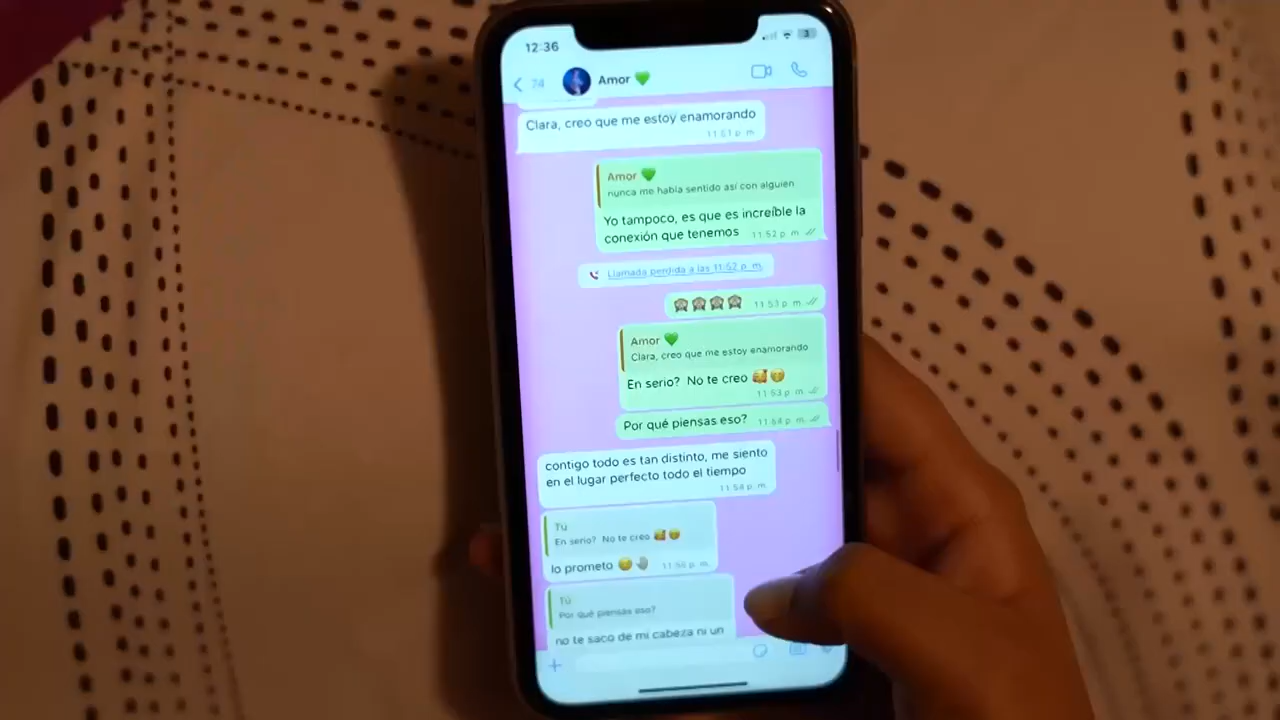 12:36
3
74
Amor 💚
Clara, creo que me estoy enamorando
11:51 p. m.
Amor 💚
nunca me había sentido así con alguien
Yo tampoco, es que es increíble la
conexión que tenemos 11:52 p. m.
Llamada perdida a las 11:52 p. m.
🙈🙈🙈🙈 11:53 p. m.
Amor 💚
Clara, creo que me estoy enamorando
En serio? No te creo 🥰😊
11:53 p. m.
Por qué piensas eso? 11:54 p. m.
contigo todo es tan distinto, me siento
en el lugar perfecto todo el tiempo
11:54 p. m.
Tú
En serio? No te creo 🥰😊
lo prometo 😊🤚 11:56 p. m.
Tú
Por qué piensas eso?
no te saco de mi cabeza ni un